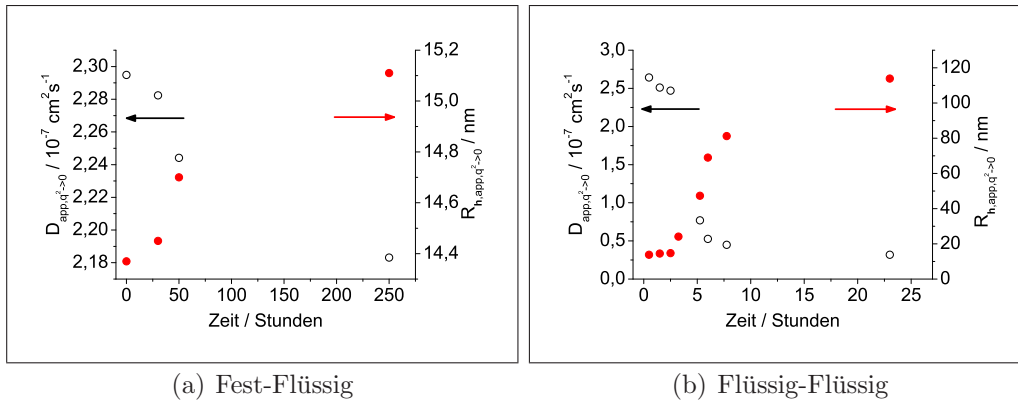 15,2
2,30
15,0
2,28
2,26
14,8
2,24
2,22
14,6
2,20
14,4
2,18
D_app,q²->0 / 10⁻⁷ cm²s⁻¹
R_h,app,q²->0 / nm
0 50 100 150 200 250
Zeit / Stunden
(a) Fest-Flüssig
3,0
2,5
2,0
1,5
1,0
0,5
0,0
D_app,q²->0 / 10⁻⁷ cm²s⁻¹
120
100
80
60
40
20
0
R_h,app,q²->0 / nm
0 5 10 15 20 25
Zeit / Stunden
(b) Flüssig-Flüssig